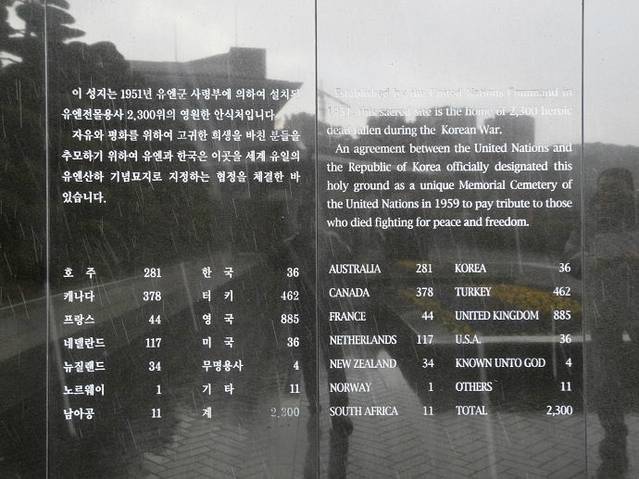 이 성지는 1951년 유엔군 사령부에 의하여 설치된
유엔전몰용사 2,300위의 영원한 안식처입니다.
자유와 평화를 위하여 고귀한 희생을 바친 분들을
추모하기 위하여 유엔과 한국은 이곳을 세계 유일의
유엔산하 기념묘지로 지정하는 협정을 체결한 바
있습니다.
호 주 281 한 국 36
캐나다 378 터 키 462
프랑스 44 영 국 885
네델란드 117 미 국 36
뉴질랜드 34 무명용사 4
노르웨이 1 기 타 11
남아공 11 계 2,300
Established by the United Nations Command in
1951, this sacred site is the home of 2,300 heroic
dead fallen during the Korean War.
An agreement between the United Nations and
the Republic of Korea officially designated this
holy ground as a unique Memorial Cemetery of
the United Nations in 1959 to pay tribute to those
who died fighting for peace and freedom.
AUSTRALIA 281 KOREA 36
CANADA 378 TURKEY 462
FRANCE 44 UNITED KINGDOM 885
NETHERLANDS 117 U.S.A. 36
NEW ZEALAND 34 KNOWN UNTO GOD 4
NORWAY 1 OTHERS 11
SOUTH AFRICA 11 TOTAL 2,300